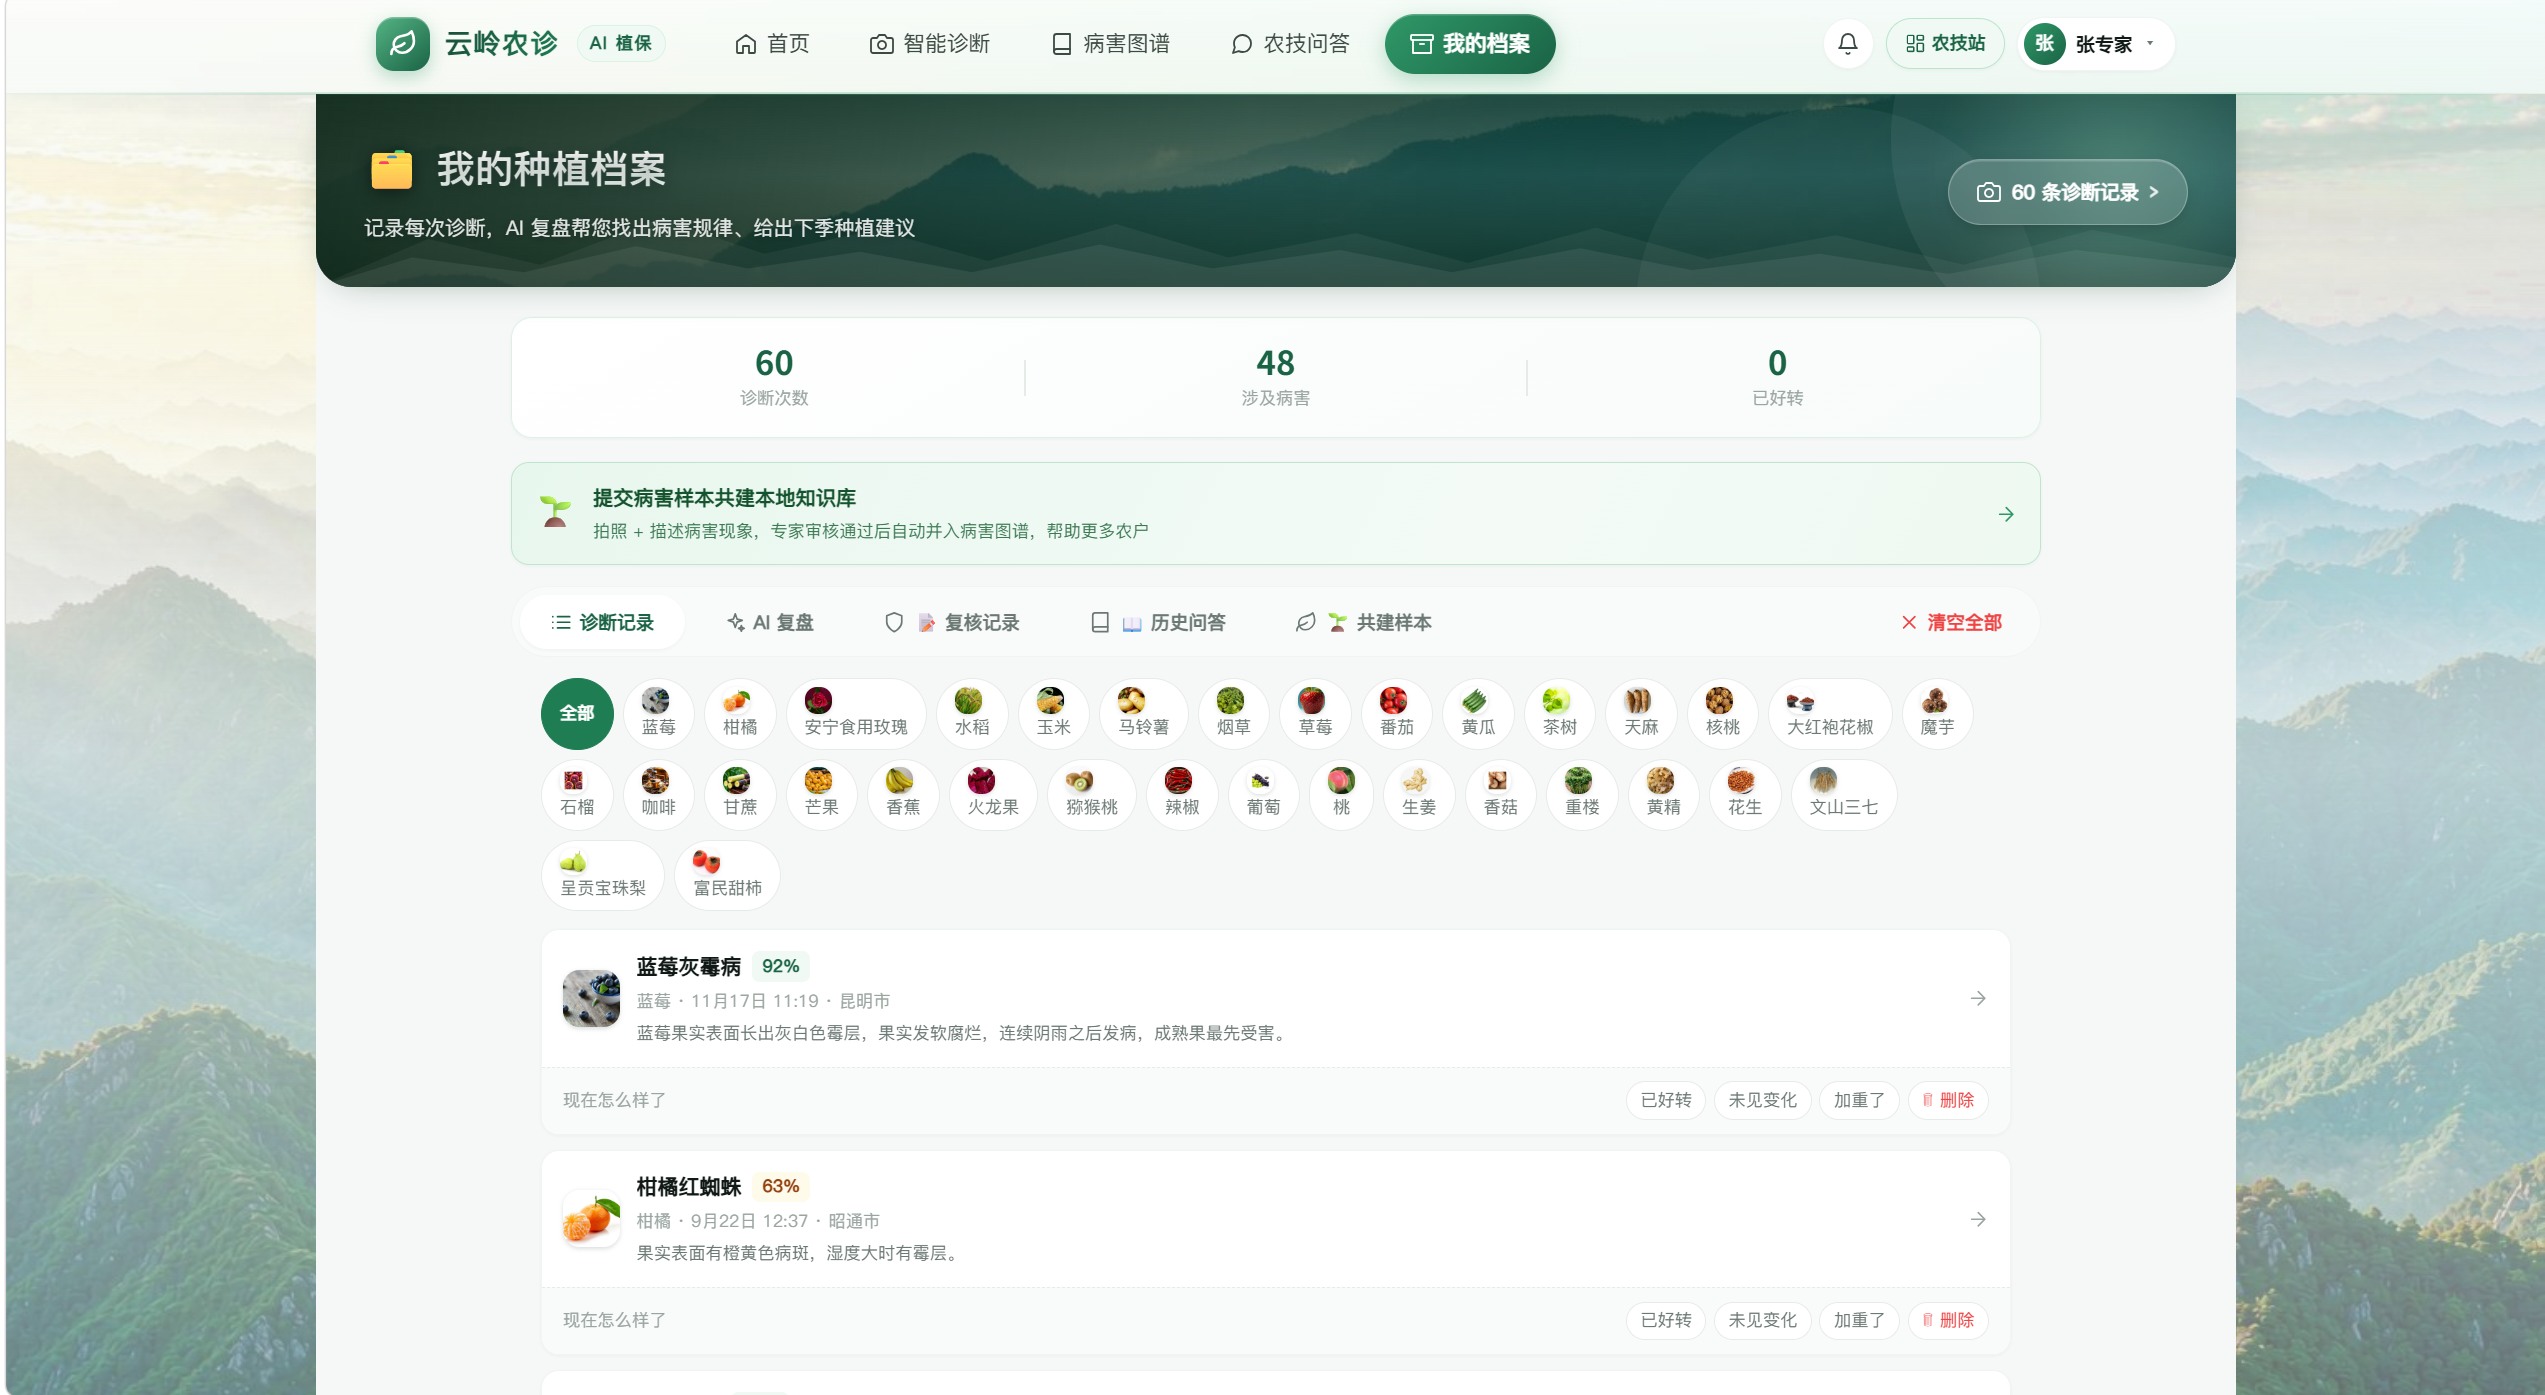 云岭农诊 AI 植保 首页 智能诊断 病害图谱 农技问答 我的档案 农技站 张 张专家
我的种植档案
记录每次诊断，AI 复盘帮您找出病害规律、给出下季种植建议
60 条诊断记录 >
60 48 0
诊断次数 涉及病害 已好转
提交病害样本共建本地知识库
拍照 + 描述病害现象，专家审核通过后自动并入病害图谱，帮助更多农户
诊断记录 AI 复盘 复核记录 历史问答 共建样本 清空全部
全部 蓝莓 柑橘 安宁食用玫瑰 水稻 玉米 马铃薯 烟草 草莓 番茄 黄瓜 茶树 天麻 核桃 大红袍花椒 魔芋
石榴 咖啡 甘蔗 芒果 香蕉 火龙果 猕猴桃 辣椒 葡萄 桃 生姜 香菇 重楼 黄精 花生 文山三七
呈贡宝珠梨 富民甜柿
蓝莓灰霉病 92%
蓝莓 · 11月17日 11:19 · 昆明市
蓝莓果实表面长出灰白色霉层，果实发软腐烂，连续阴雨之后发病，成熟果最先受害。
现在怎么样了 已好转 未见变化 加重了 删除
柑橘红蜘蛛 63%
柑橘 · 9月22日 12:37 · 昭通市
果实表面有橙黄色病斑，湿度大时有霉层。
现在怎么样了 已好转 未见变化 加重了 删除